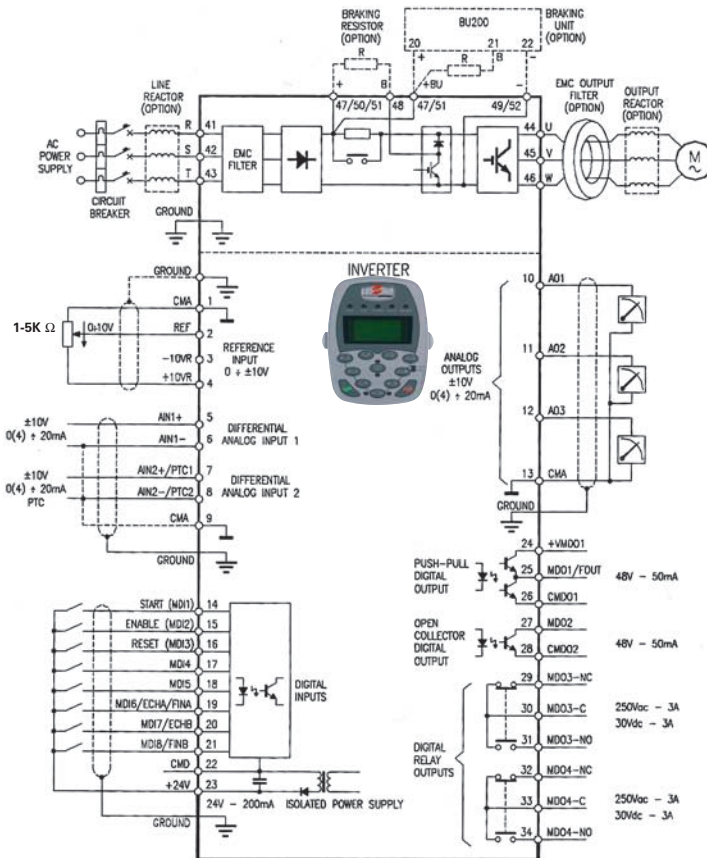 BRAKING
RESISTOR
(OPTION)
BU200
BRAKING
UNIT
(OPTION)
20
21
22
+
B
–
R
R
+
B
+BU
–
47/50/51
48
47/51
49/52
LINE
REACTOR
(OPTION)
EMC OUTPUT
FILTER
(OPTION)
OUTPUT
REACTOR
(OPTION)
AC
POWER
SUPPLY
R
41
S
42
T
43
EMC
FILTER
44
U
45
V
46
W
M
~
CIRCUIT
BREAKER
GROUND
GROUND
INVERTER
CMA
1
1-5K Ω
0÷10V
REF
2
-10VR
3
+10VR
4
REFERENCE
INPUT
0 ÷ ±10V
±10V
0(4) ÷ 20mA
AIN1+
5
AIN1-
6
DIFFERENTIAL
ANALOG INPUT 1
±10V
0(4) ÷ 20mA
PTC
AIN2+/PTC1
7
AIN2-/PTC2
8
DIFFERENTIAL
ANALOG INPUT 2
CMA
9
GROUND
10
AO1
11
AO2
12
AO3
13
CMA
ANALOG
OUTPUTS
±10V
0(4) ÷ 20mA
GROUND
24
+VMDO1
25
MDO1/FOUT
26
CMDO1
PUSH-PULL
DIGITAL
OUTPUT
48V - 50mA
27
MDO2
28
CMDO2
OPEN
COLLECTOR
DIGITAL
OUTPUT
48V - 50mA
START (MDI1)
14
ENABLE (MDI2)
15
RESET (MDI3)
16
MDI4
17
MDI5
18
MDI6/ECHA/FINA
19
MDI7/ECHB
20
MDI8/FINB
21
CMD
22
+24V
23
DIGITAL
INPUTS
24V - 200mA
ISOLATED POWER SUPPLY
GROUND
29
MDO3-NC
30
MDO3-C
31
MDO3-NO
250Vac - 3A
30Vdc - 3A
DIGITAL
RELAY
OUTPUTS
32
MDO4-NC
33
MDO4-C
34
MDO4-NO
250Vac - 3A
30Vdc - 3A